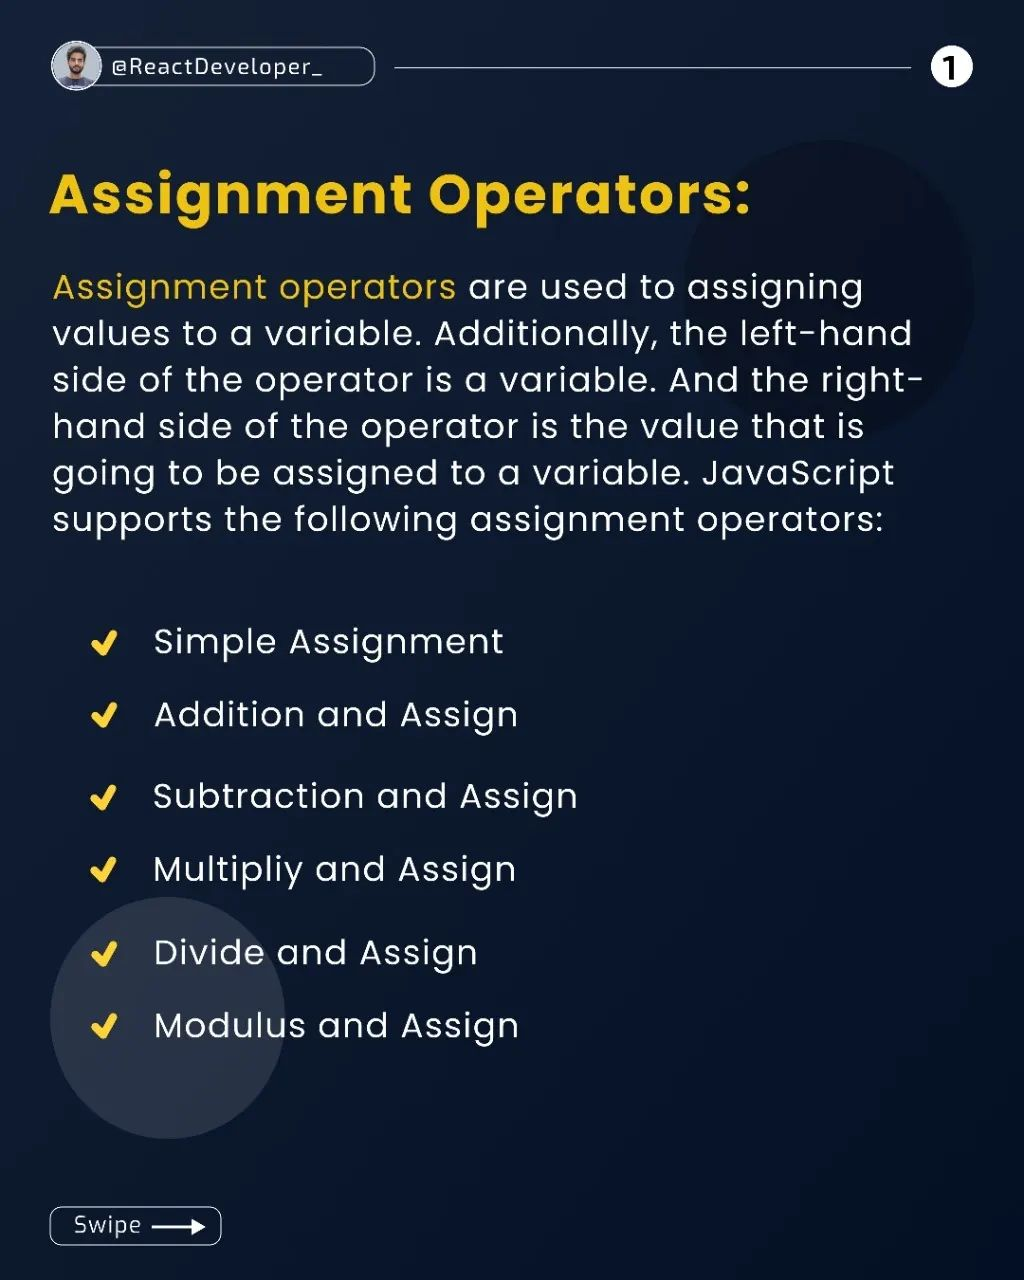 @ReactDeveloper_
1
Assignment Operators:
Assignment operators are used to assigning
values to a variable. Additionally, the left-hand
side of the operator is a variable. And the right-
hand side of the operator is the value that is
going to be assigned to a variable. JavaScript
supports the following assignment operators:
Simple Assignment
Addition and Assign
Subtraction and Assign
Multipliy and Assign
Divide and Assign
Modulus and Assign
Swipe